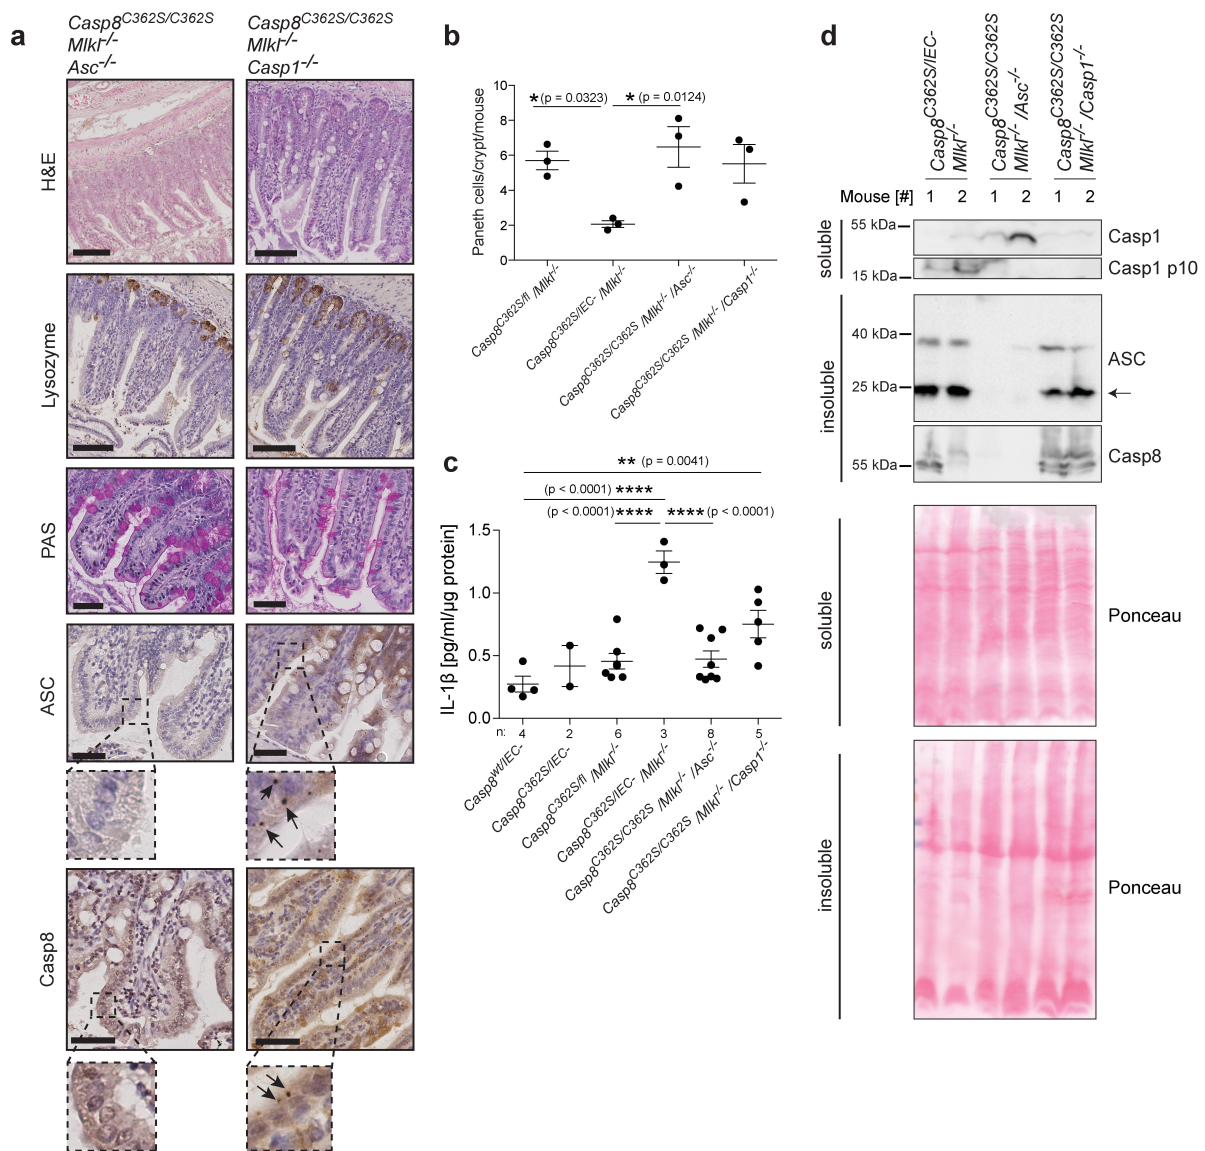 a
Casp8C362S/C362S
Mlkl-/-
Asc-/-
Casp8C362S/C362S
Mlkl-/-
Casp1-/-
H&E
Lysozyme
PAS
ASC
Casp8
b
* (p = 0.0323)
* (p = 0.0124)
Paneth cells/crypt/mouse
10
8
6
4
2
0
Casp8C362S/fl /Mlkl-/-
Casp8C362S/IEC- /Mlkl-/-
Casp8C362S/C362S /Mlkl-/- /Asc-/-
Casp8C362S/C362S /Mlkl-/- /Casp1-/-
c
** (p = 0.0041)
(p < 0.0001) ****
(p < 0.0001) ****
**** (p < 0.0001)
IL-1β [pg/ml/µg protein]
1.5
1.0
0.5
0.0
n: 4 2 6 3 8 5
Casp8wt/IEC-
Casp8C362S/IEC-
Casp8C362S/fl /Mlkl-/-
Casp8C362S/IEC- /Mlkl-/-
Casp8C362S/C362S /Mlkl-/- /Asc-/-
Casp8C362S/C362S /Mlkl-/- /Casp1-/-
d
Casp8C362S/IEC-
Mlkl-/-
Casp8C362S/C362S
Mlkl-/- /Asc-/-
Casp8C362S/C362S
Mlkl-/- /Casp1-/-
Mouse [#] 1 2 1 2 1 2
soluble
55 kDa
Casp1
15 kDa
Casp1 p10
insoluble
40 kDa
ASC
25 kDa
55 kDa
Casp8
soluble
Ponceau
insoluble
Ponceau